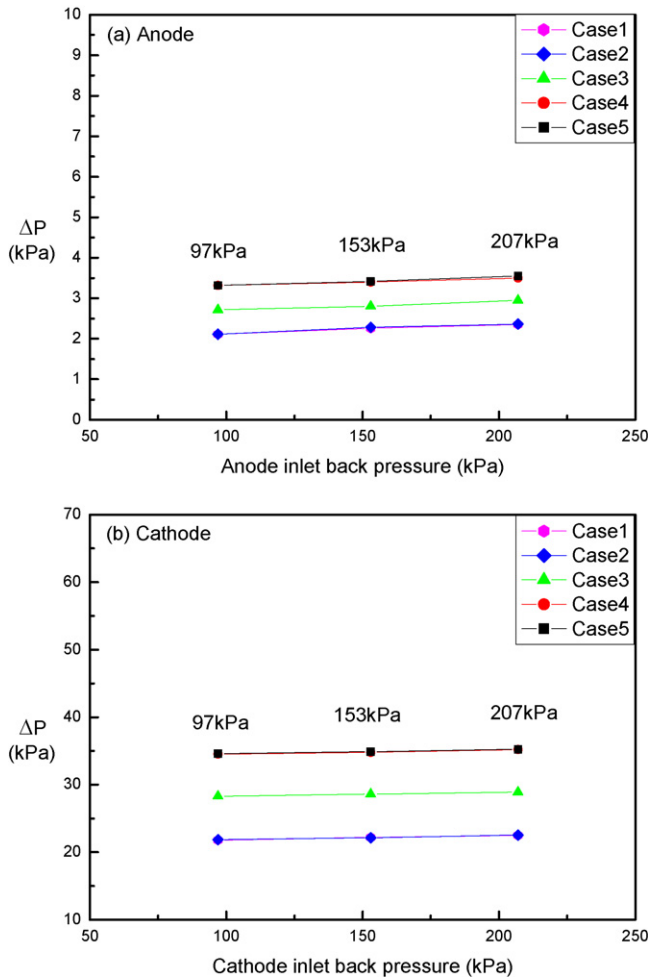 10
(a) Anode
Case1
9
Case2
8
Case3
Case4
7
Case5
6
5
ΔP
(kPa)
97kPa
153kPa
207kPa
4
3
2
1
0
50
100
150
200
250
Anode inlet back pressure (kPa)
70
(b) Cathode
Case1
Case2
60
Case3
Case4
Case5
50
40
ΔP
(kPa)
97kPa
153kPa
207kPa
30
20
10
50
100
150
200
250
Cathode inlet back pressure (kPa)